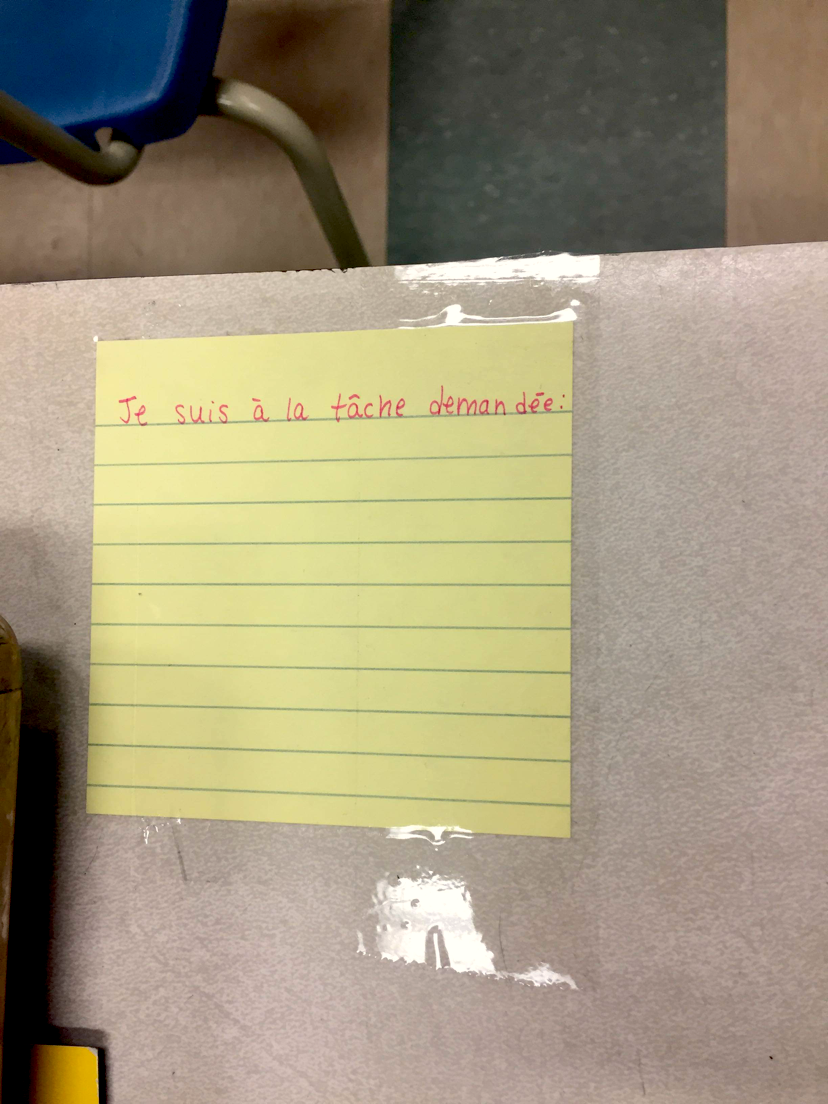 Je suis à la tâche demandée: